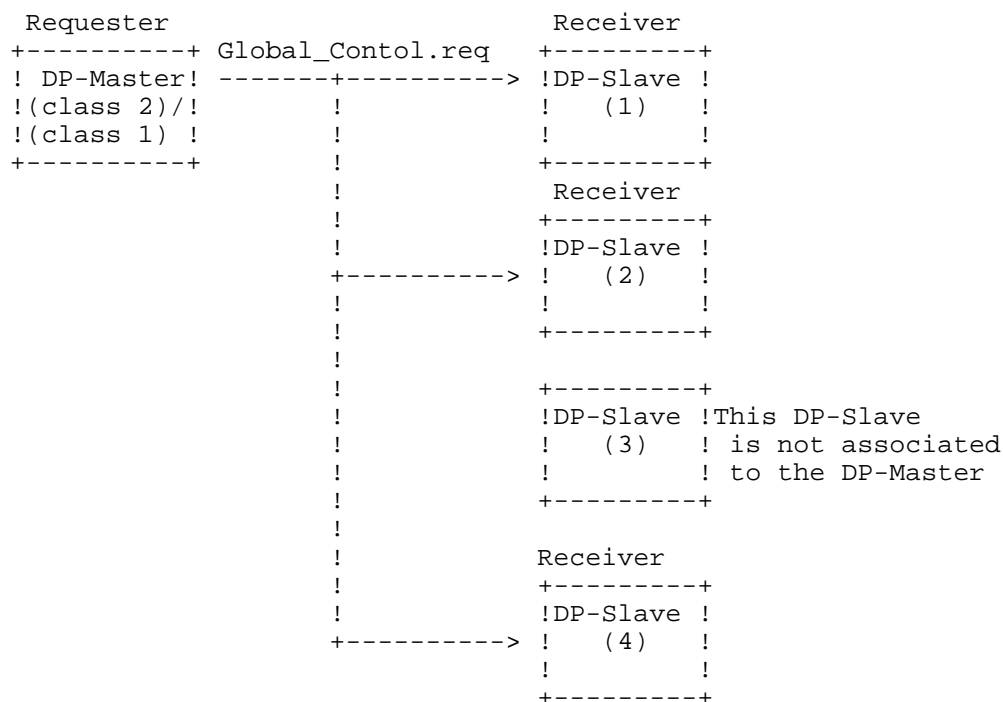 Requester Receiver
+----------+ Global_Contol.req +---------+
! DP-Master! -------+----------> !DP-Slave !
!(class 2)/! ! ! (1) !
!(class 1) ! ! ! !
+----------+ ! +---------+
! Receiver
! +---------+
! !DP-Slave !
+----------> ! (2) !
! ! !
! +---------+
!
! +---------+
! !DP-Slave !This DP-Slave
! ! (3) ! is not associated
! ! ! to the DP-Master
! +---------+
!
! Receiver
! +---------+
! !DP-Slave !
+----------> ! (4) !
! !
+---------+